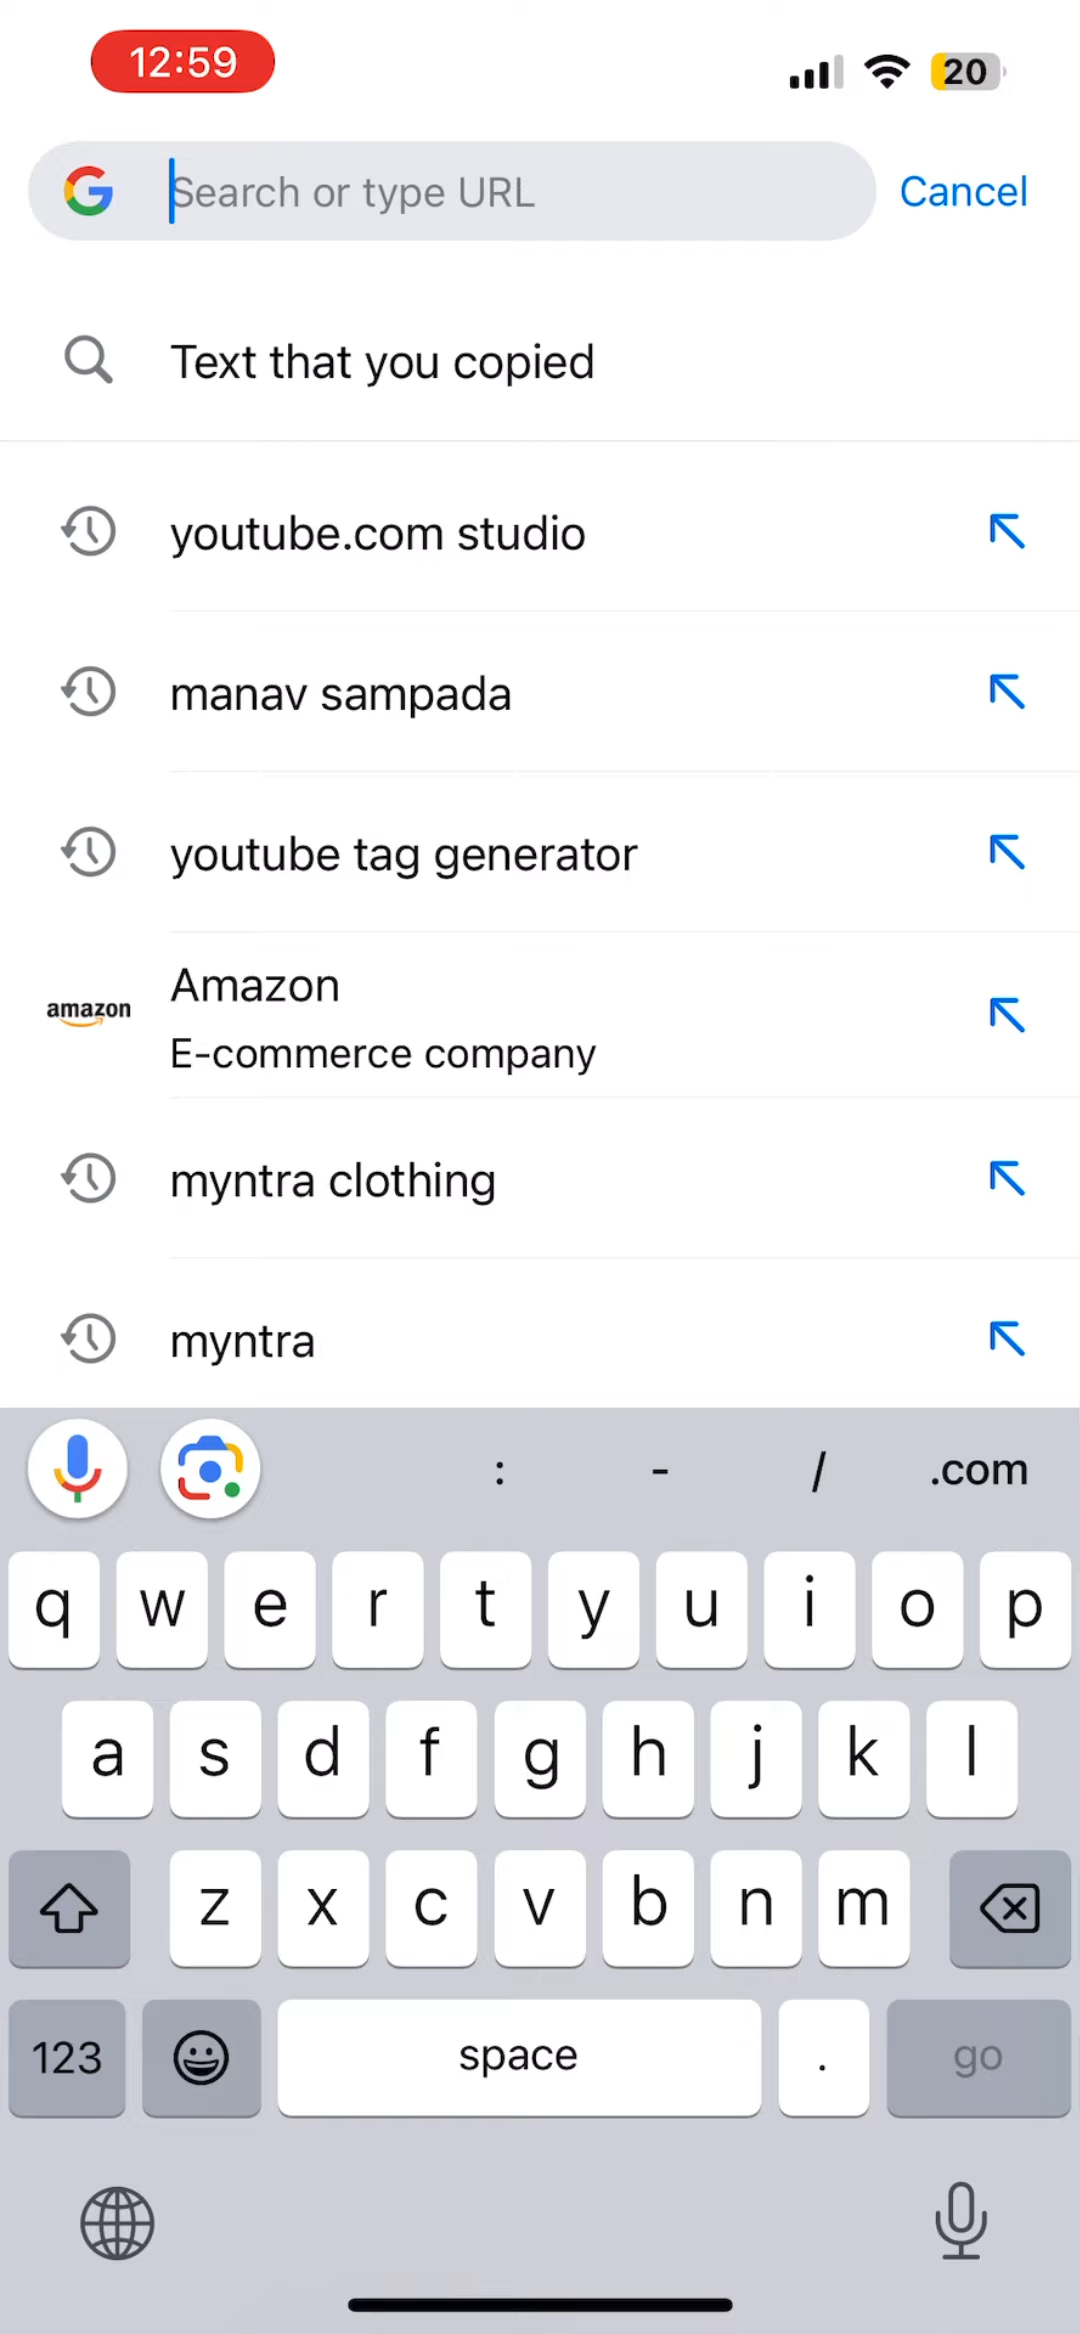 12:59
20
Search or type URL
Cancel
Text that you copied
youtube.com studio
manav sampada
youtube tag generator
amazon
Amazon
E-commerce company
myntra clothing
myntra
: - / .com
q w e r t y u i o p
a s d f g h j k l
z x c v b n m
123 space . go